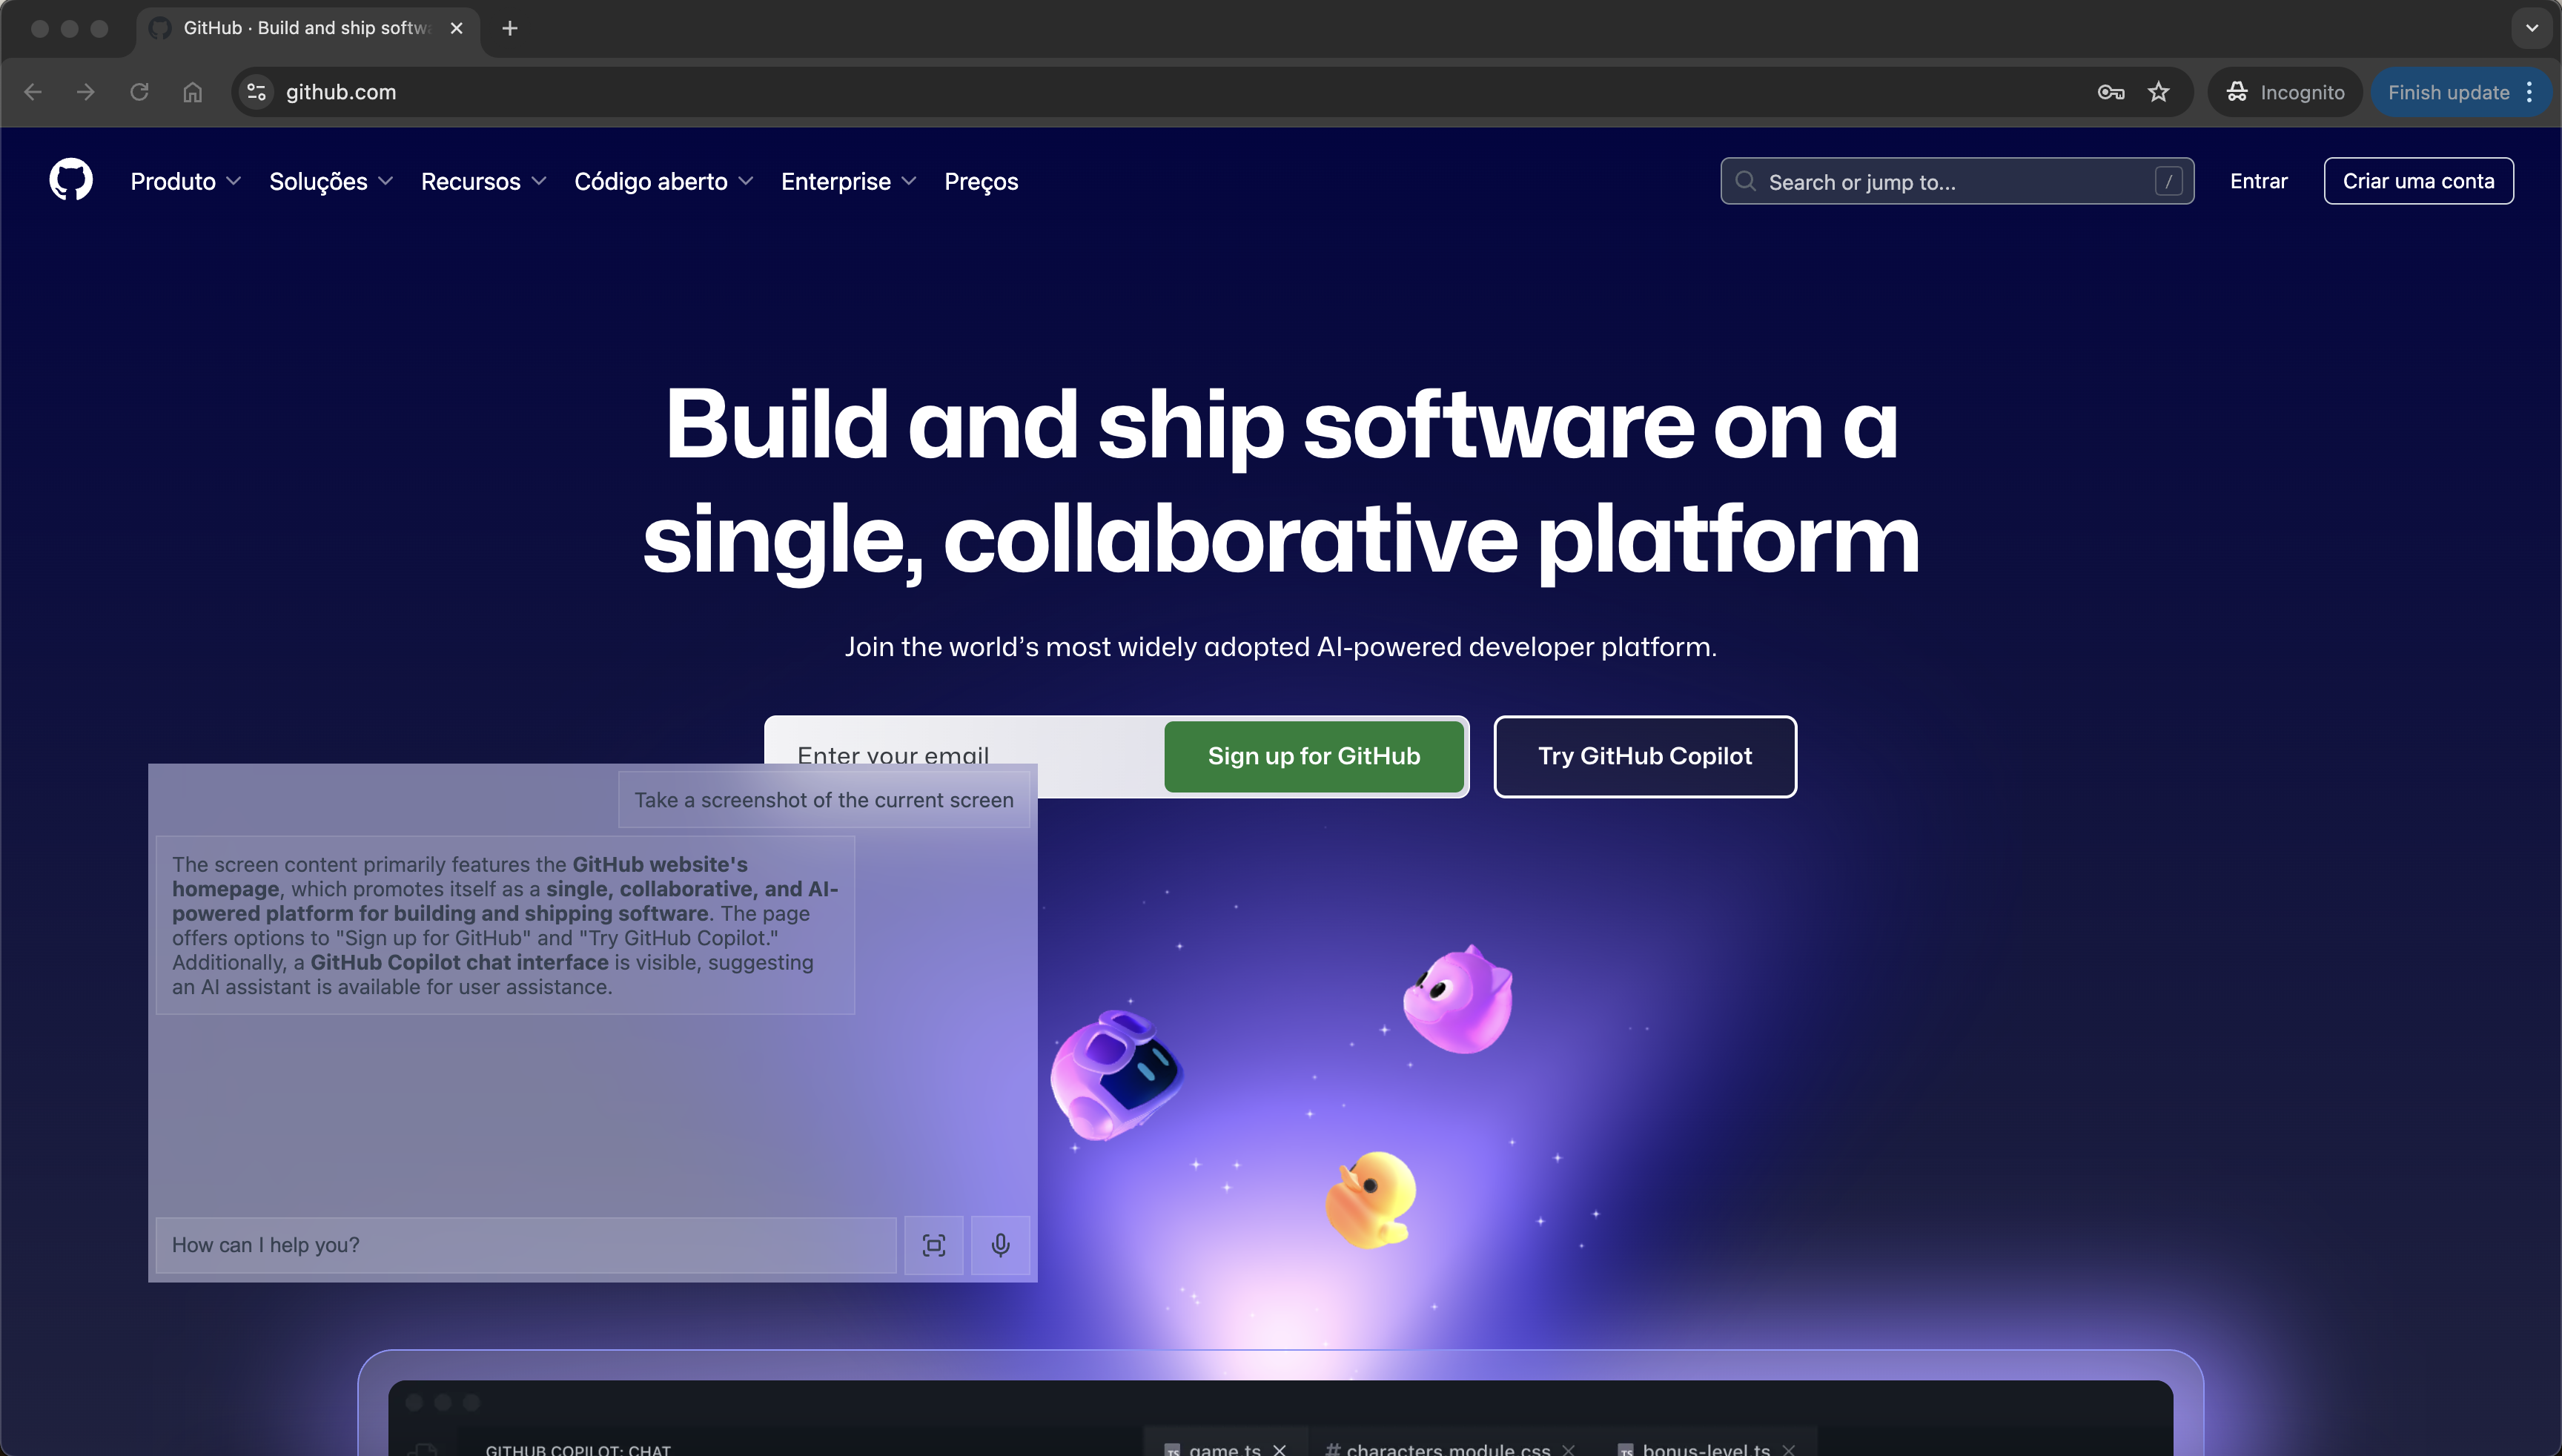 GitHub · Build and ship softw
github.com
Incognito
Finish update
Produto
Soluções
Recursos
Código aberto
Enterprise
Preços
Search or jump to...
/
Entrar
Criar uma conta
Build and ship software on a
single, collaborative platform
Join the world’s most widely adopted AI-powered developer platform.
Enter your email
Sign up for GitHub
Try GitHub Copilot
Take a screenshot of the current screen
The screen content primarily features the GitHub website's
homepage, which promotes itself as a single, collaborative, and AI-
powered platform for building and shipping software. The page
offers options to "Sign up for GitHub" and "Try GitHub Copilot."
Additionally, a GitHub Copilot chat interface is visible, suggesting
an AI assistant is available for user assistance.
How can I help you?
GITHUB COPILOT: CHAT
TS game.ts
# characters.module.css
TS bonus-level.ts